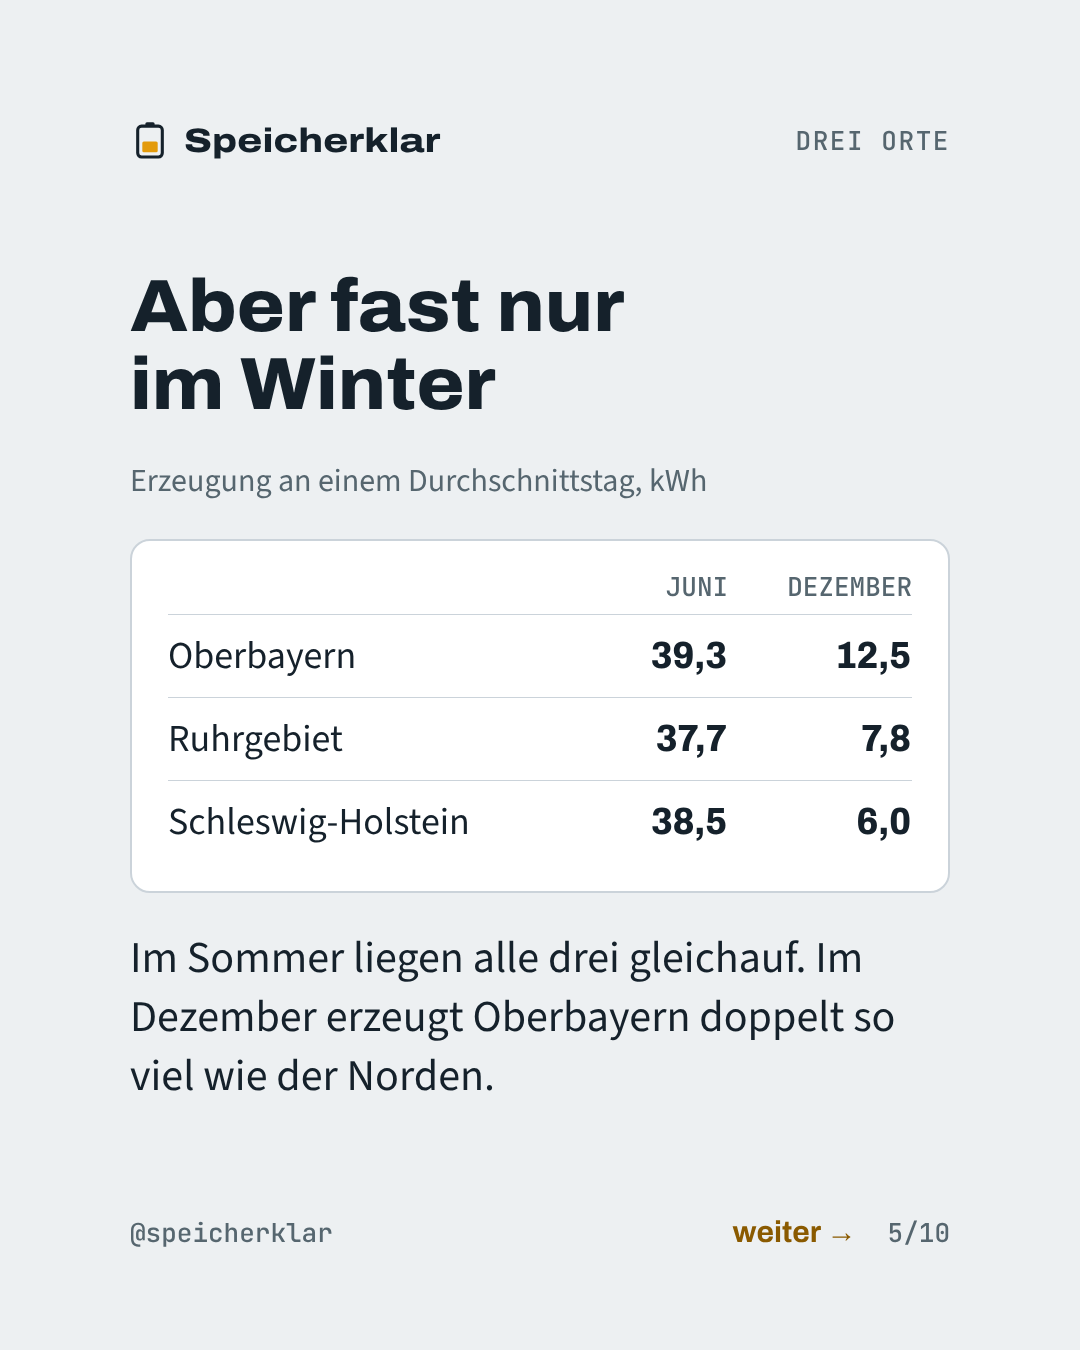 Speicherklar
DREI ORTE
Aber fast nur
im Winter
Erzeugung an einem Durchschnittstag, kWh
JUNI DEZEMBER
Oberbayern 39,3 12,5
Ruhrgebiet 37,7 7,8
Schleswig-Holstein 38,5 6,0
Im Sommer liegen alle drei gleichauf. Im
Dezember erzeugt Oberbayern doppelt so
viel wie der Norden.
@speicherklar
weiter → 5/10